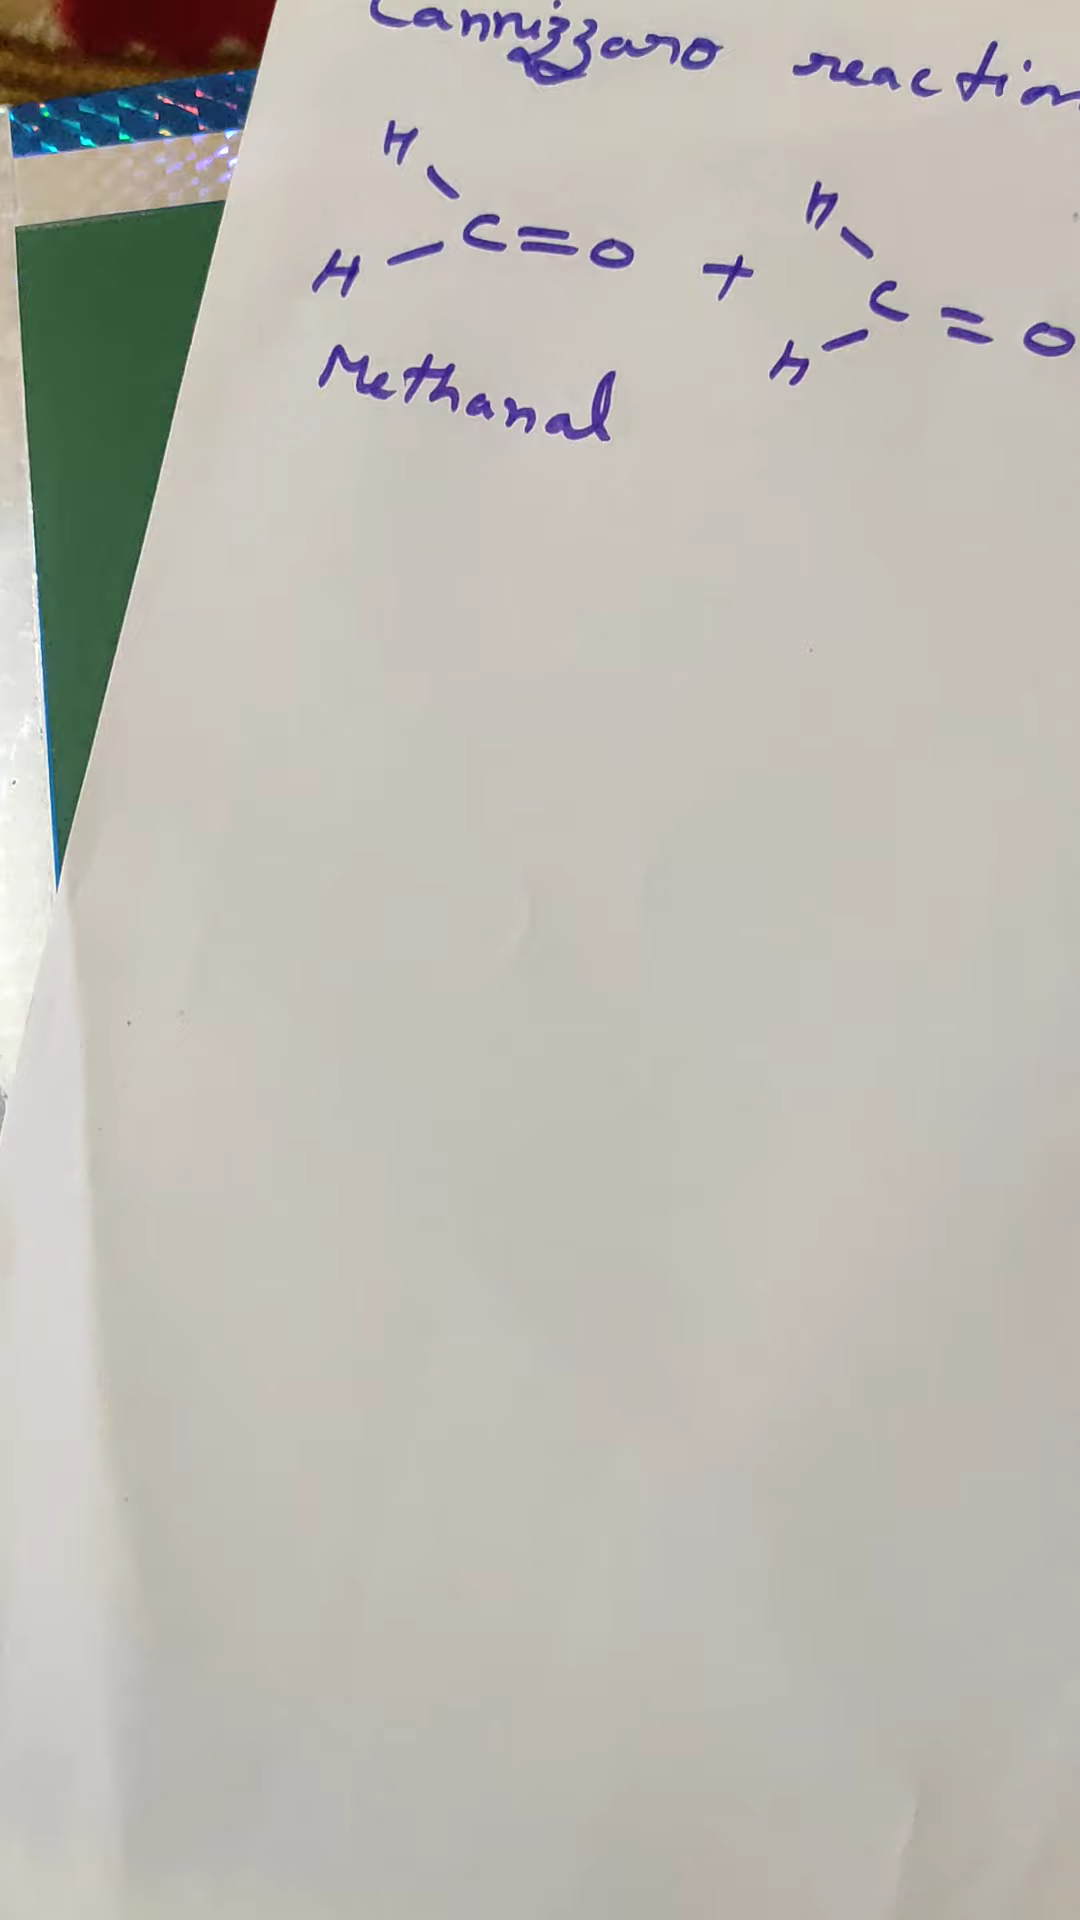 Cannizzaro reaction
H H
C=O + C=O
H H
Methanal